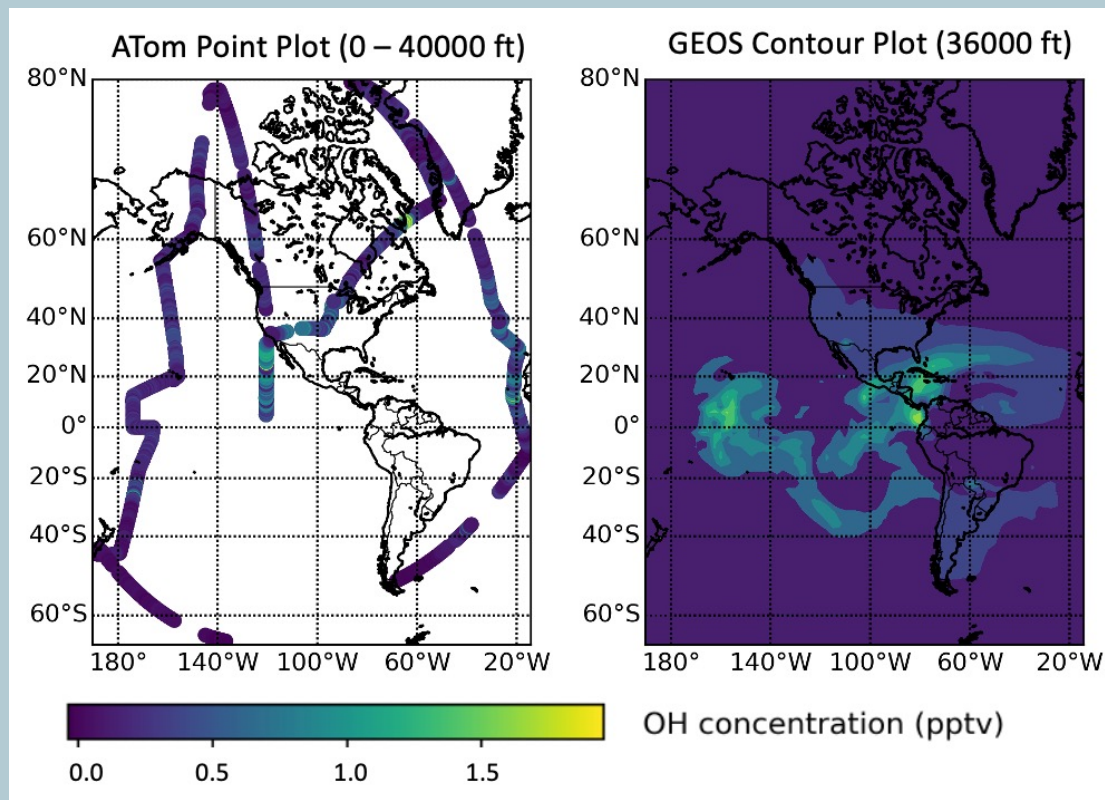 ATom Point Plot (0 – 40000 ft)
80°N
60°N
40°N
20°N
0°
20°S
40°S
60°S
180° 140°W 100°W 60°W 20°W
GEOS Contour Plot (36000 ft)
80°N
60°N
40°N
20°N
0°
20°S
40°S
60°S
180° 140°W 100°W 60°W 20°W
OH concentration (pptv)
0.0 0.5 1.0 1.5